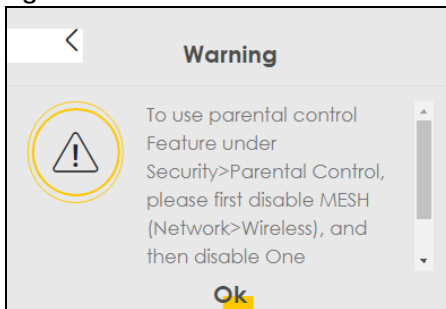 Warning
To use parental control
Feature under
Security>Parental Control,
please first disable MESH
(Network>Wireless), and
then disable One
Ok